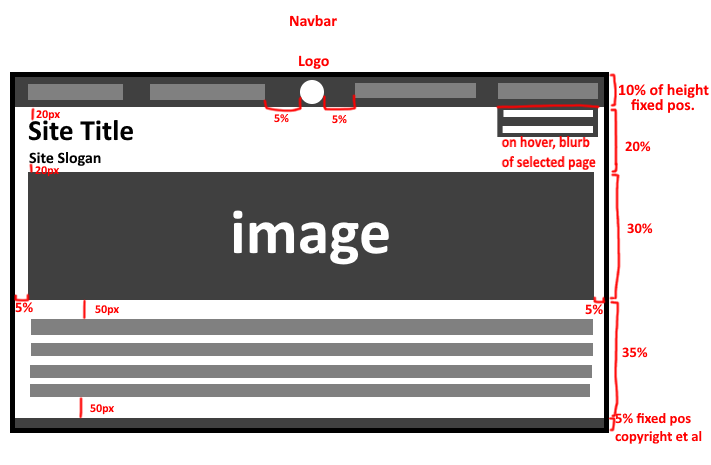 Navbar
Logo
10% of height
fixed pos.
5%
5%
20px
Site Title
Site Slogan
20px
on hover, blurb
of selected page
20%
image
30%
5%
50px
5%
35%
50px
5% fixed pos
copyright et al